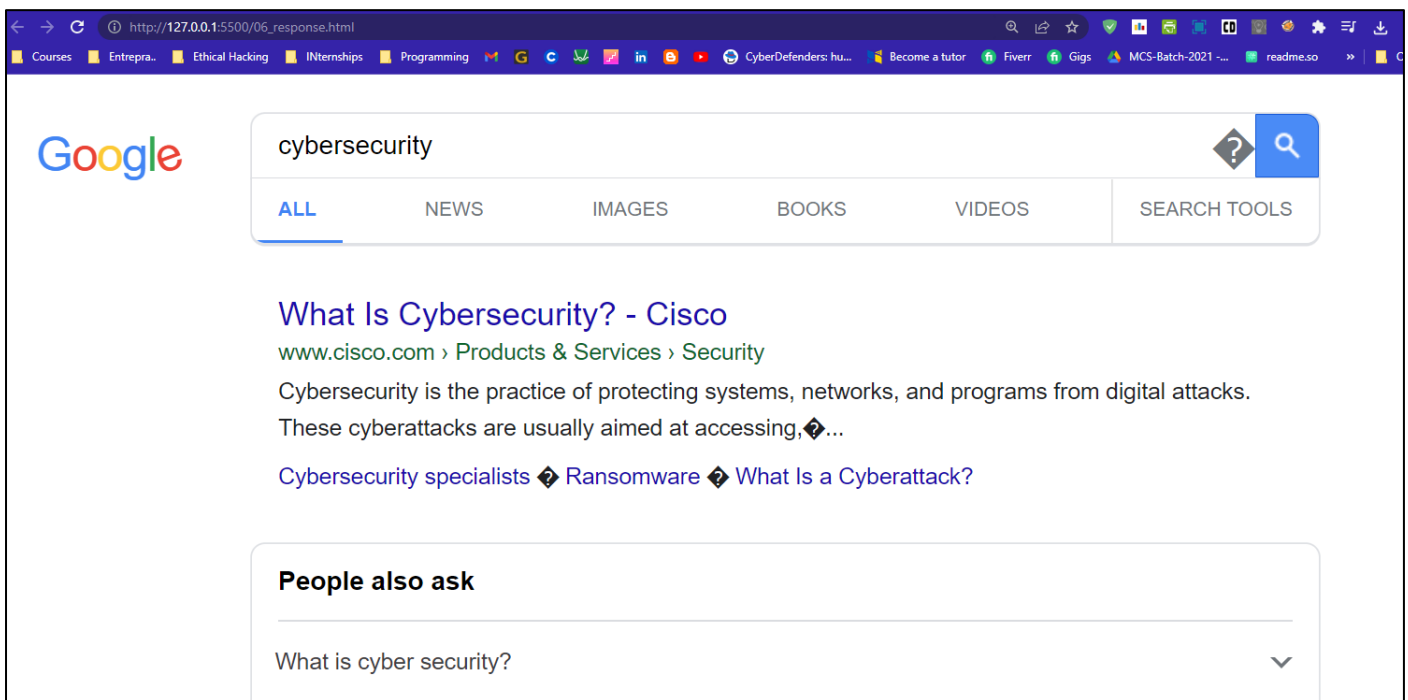 http://127.0.0.1:5500/06_response.html
Courses Entrepra.. Ethical Hacking INternships Programming CyberDefenders: hu... Become a tutor Fiverr Gigs MCS-Batch-2021 -... readme.so »
Google
cybersecurity �
ALL NEWS IMAGES BOOKS VIDEOS SEARCH TOOLS
What Is Cybersecurity? - Cisco
www.cisco.com › Products & Services › Security
Cybersecurity is the practice of protecting systems, networks, and programs from digital attacks.
These cyberattacks are usually aimed at accessing,�...
Cybersecurity specialists � Ransomware � What Is a Cyberattack?
People also ask
What is cyber security?